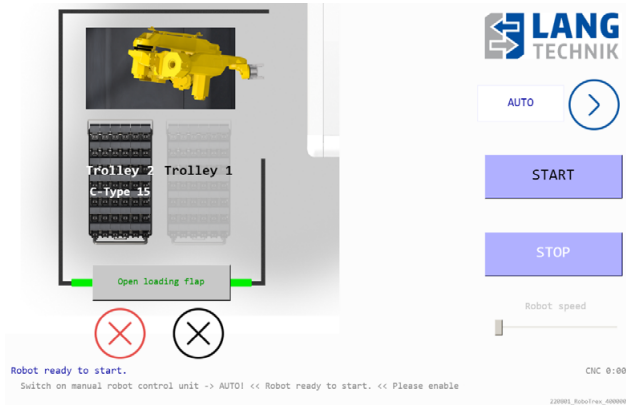 LANG
TECHNIK
AUTO
Trolley 2 Trolley 1
C-Type 15
START
STOP
Open loading flap
Robot speed
Robot ready to start.
CNC 0:00
Switch on manual robot control unit -> AUTO! << Robot ready to start. << Please enable
220901_RoboTrex_400000